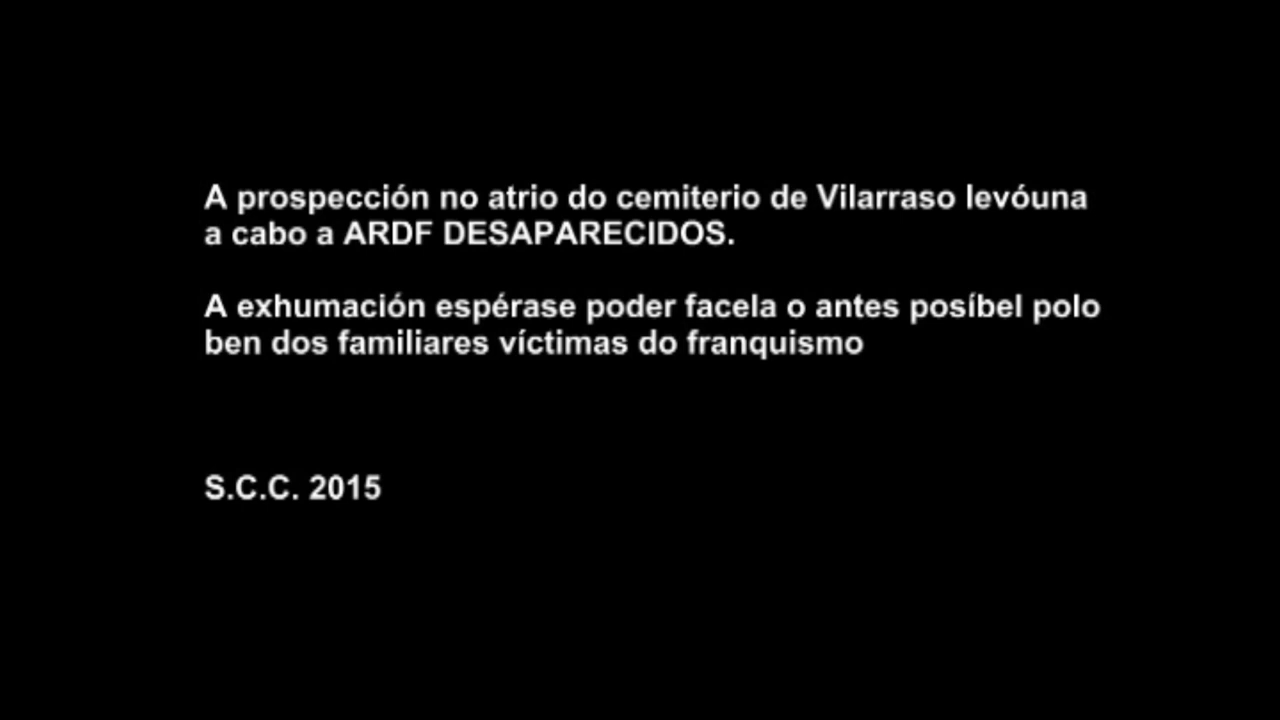 A prospección no atrio do cemiterio de Vilarraso levóuna
a cabo a ARDF DESAPARECIDOS.
A exhumación espérase poder facela o antes posíbel polo
ben dos familiares víctimas do franquismo
S.C.C. 2015